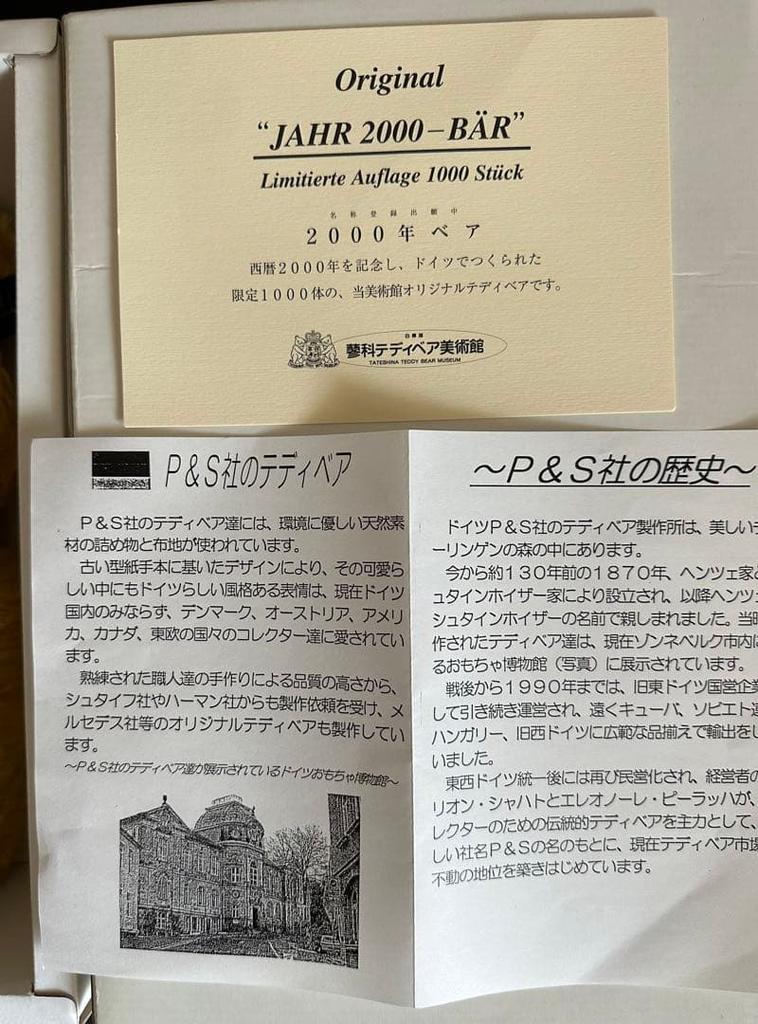 Original
“JAHR 2000–BÄR”
Limitierte Auflage 1000 Stück
名称登録出願中
２０００年ベア
西暦２０００年を記念し、ドイツでつくられた
限定１０００体の、当美術館オリジナルテディベアです。
蓼科テディベア美術館
TATESHINA TEDDY BEAR MUSEUM
Ｐ＆Ｓ社のテディベア
Ｐ＆Ｓ社のテディベア達には、環境に優しい天然素
材の詰め物と布地が使われています。
古い型紙手本に基いたデザインにより、その可愛ら
しい中にもドイツらしい風格ある表情は、現在ドイツ
国内のみならず、デンマーク、オーストリア、アメリ
カ、カナダ、東欧の国々のコレクター達に愛されてい
ます。
熟練された職人達の手作りによる品質の高さから、
シュタイフ社やハーマン社からも製作依頼を受け、メ
ルセデス社等のオリジナルテディベアも製作してい
ます。
～Ｐ＆Ｓ社のテディベア達が展示されているドイツおもちゃ博物館～
～Ｐ＆Ｓ社の歴史～
ドイツＰ＆Ｓ社のテディベア製作所は、美しい
ーリンゲンの森の中にあります。
今から約１３０年前の１８７０年、ヘンツェ家と
ュタインホイザー家により設立され、以降ヘンツェ
シュタインホイザーの名前で親しまれました。当時
作されたテディベア達は、現在ゾンネベルク市内に
るおもちゃ博物館（写真）に展示されています。
戦後から１９９０年までは、旧東ドイツ国営企業
して引き続き運営され、遠くキューバ、ソビエト連
ハンガリー、旧西ドイツに広範な品揃えで輸出をし
いました。
東西ドイツ統一後には再び民営化され、経営者の
リオン・シャハトとエレオノーレ・ピーラッハが、
レクターのための伝統的テディベアを主力として、
しい社名Ｐ＆Ｓの名のもとに、現在テディベア市場
不動の地位を築きはじめています。